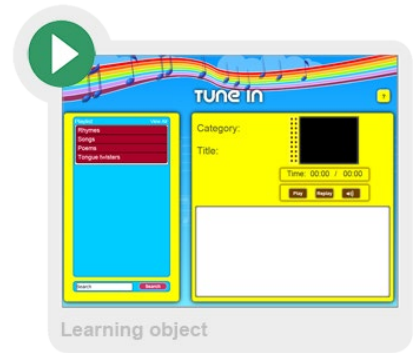 TUNE IN
?
Playlist View All
Rhymes
Songs
Poems
Tongue twisters
Category:
Title:
Time: 00:00 / 00:00
Play Replay
Search Search
Learning object